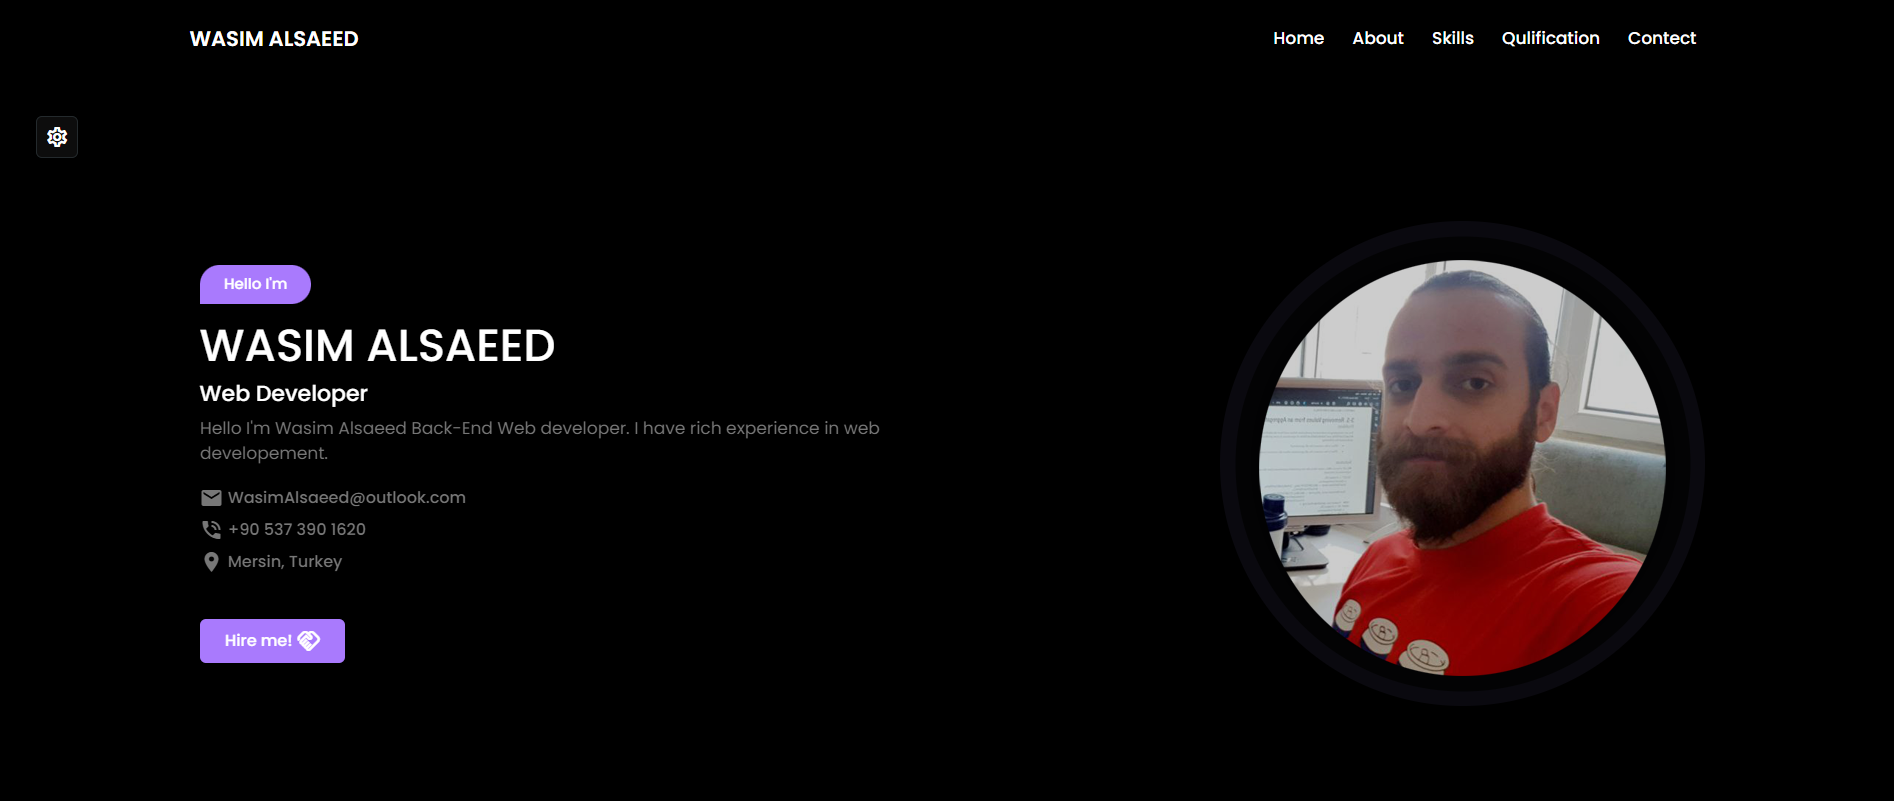 WASIM ALSAEED
Home About Skills Qulification Contect
Hello I'm
WASIM ALSAEED
Web Developer
Hello I'm Wasim Alsaeed Back-End Web developer. I have rich experience in web
developement.
WasimAlsaeed@outlook.com
+90 537 390 1620
Mersin, Turkey
Hire me!